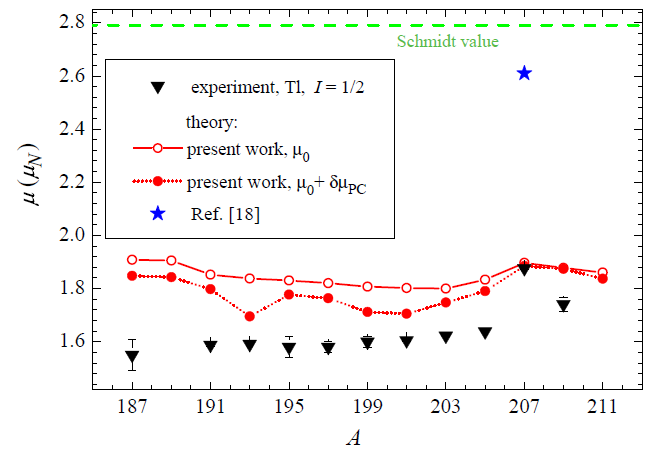 2.8
2.6
2.4
2.2
2.0
1.8
1.6
μ (μN)
Schmidt value
experiment, Tl, I = 1/2
theory:
present work, μ0
present work, μ0+ δμPC
Ref. [18]
187 191 195 199 203 207 211
A